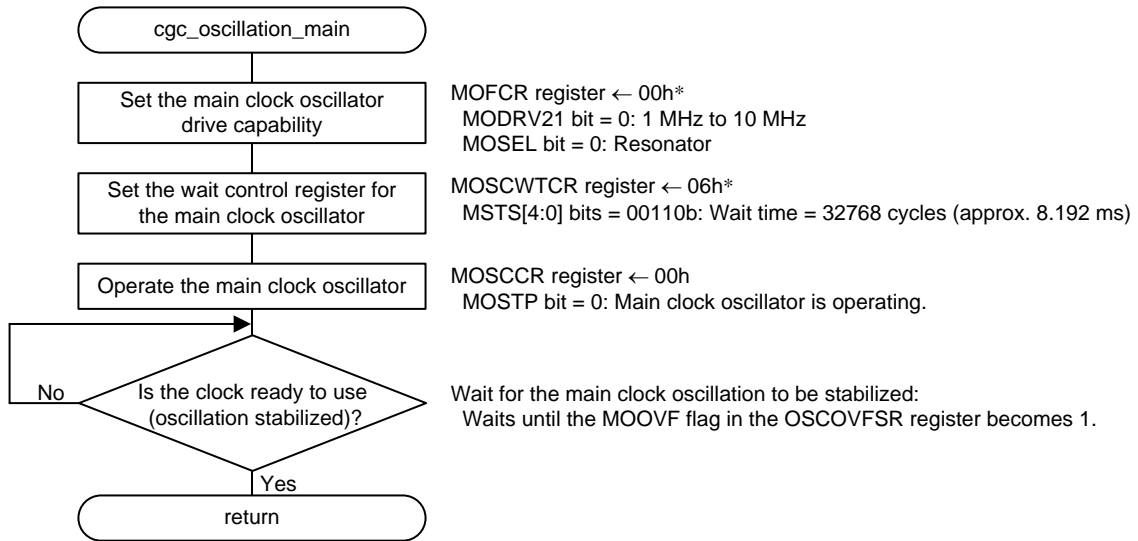 cgc_oscillation_main
Set the main clock oscillator
drive capability
MOFCR register ← 00h*
MODRV21 bit = 0: 1 MHz to 10 MHz
MOSEL bit = 0: Resonator
Set the wait control register for
the main clock oscillator
MOSCWTCR register ← 06h*
MSTS[4:0] bits = 00110b: Wait time = 32768 cycles (approx. 8.192 ms)
Operate the main clock oscillator
MOSCCR register ← 00h
MOSTP bit = 0: Main clock oscillator is operating.
No
Is the clock ready to use
(oscillation stabilized)?
Wait for the main clock oscillation to be stabilized:
Waits until the MOOVF flag in the OSCOVFSR register becomes 1.
Yes
return